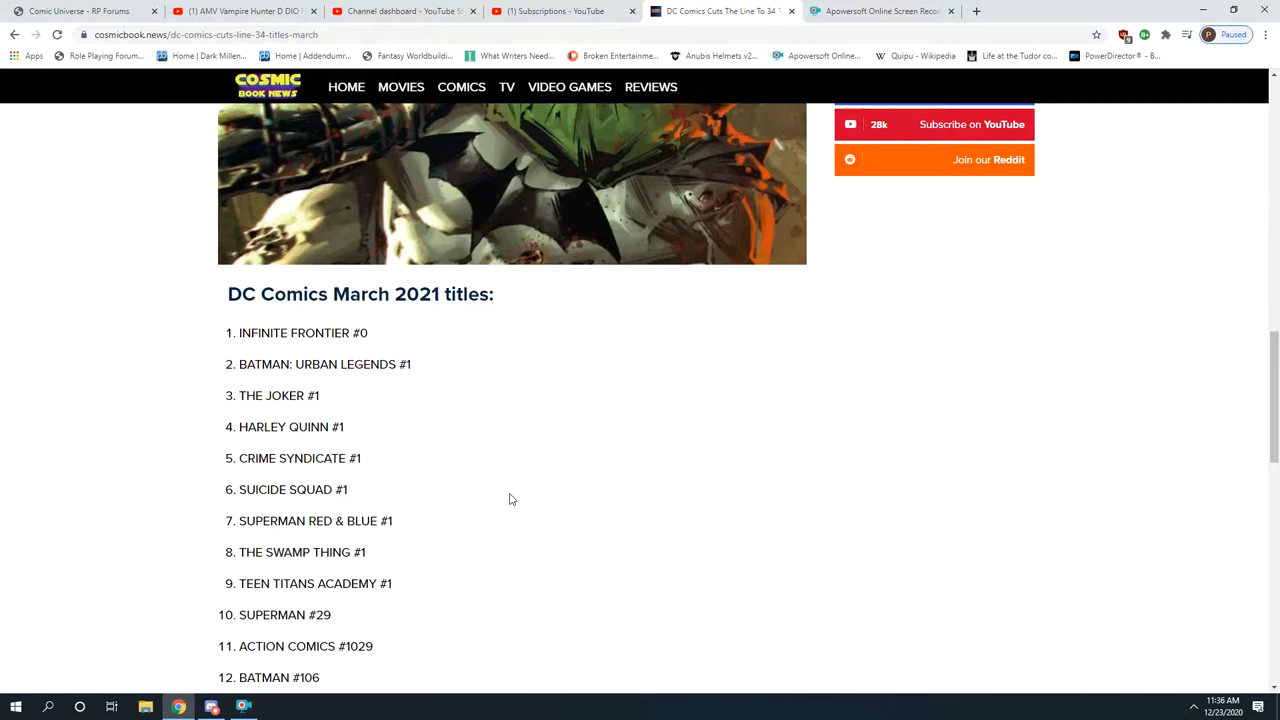 Comic Universe - RP Forums
(1) AMV Vampire Hunter D DIO F
Channel dashboard - YouTube S
(1) Subscriptions - YouTube
DC Comics Cuts The Line To 34 T
Apowersoft Online Screen Reco
cosmicbook.news/dc-comics-cuts-line-34-titles-march
Paused
Apps
Role Playing Forum...
Home | Dark Millen...
Home | Addendumr...
Fantasy Worldbuildi...
What Writers Need...
Broken Entertainme...
Anubis Helmets v2...
Apowersoft Online...
Quipu - Wikipedia
Life at the Tudor co...
PowerDirector® - B...
COSMIC
BOOK NEWS
HOME MOVIES COMICS TV VIDEO GAMES REVIEWS
28k Subscribe on YouTube
Join our Reddit
DC Comics March 2021 titles:
1. INFINITE FRONTIER #0
2. BATMAN: URBAN LEGENDS #1
3. THE JOKER #1
4. HARLEY QUINN #1
5. CRIME SYNDICATE #1
6. SUICIDE SQUAD #1
7. SUPERMAN RED & BLUE #1
8. THE SWAMP THING #1
9. TEEN TITANS ACADEMY #1
10. SUPERMAN #29
11. ACTION COMICS #1029
12. BATMAN #106
11:36 AM
12/23/2020